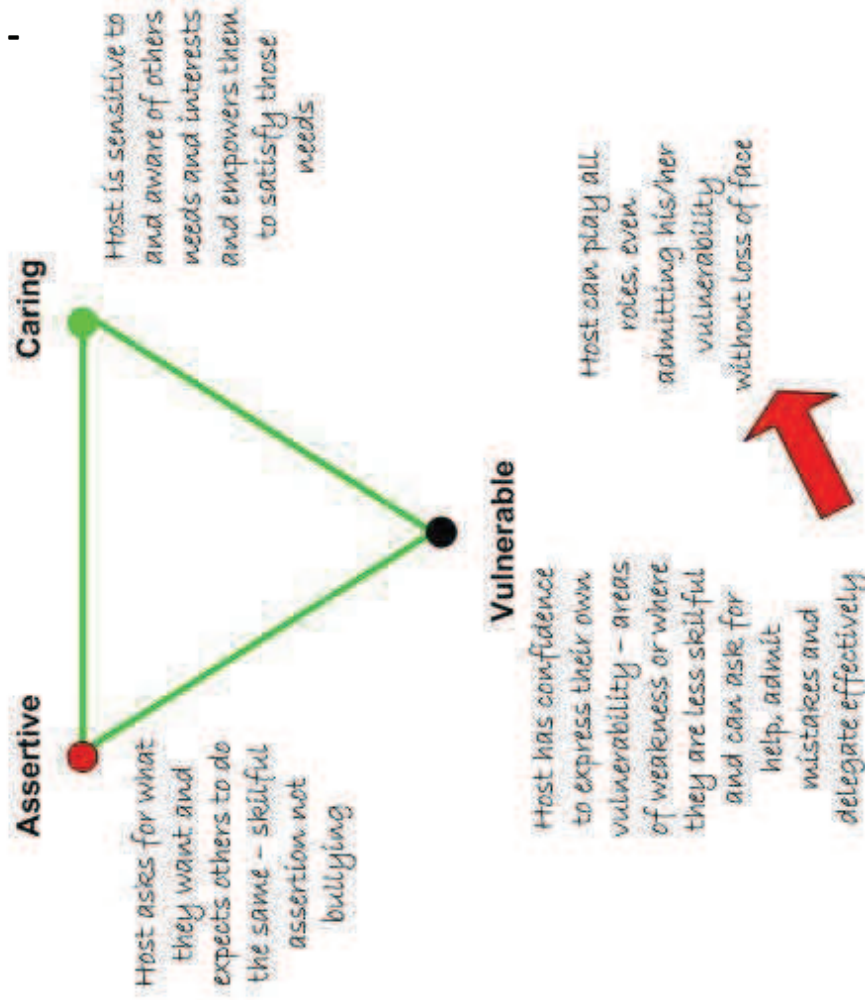 Assertive
Host asks for what
they want and
expects others to do
the same – skilful
assertion not
bullying
Caring
Host is sensitive to
and aware of others
needs and interests
and empowers them
to satisfy those
needs
Vulnerable
Host has confidence
to express their own
vulnerability – areas
of weakness or where
they are less skilful
and can ask for
help, admit
mistakes and
delegate effectively
Host can play all
roles, even
admitting his/her
vulnerability
without loss of face